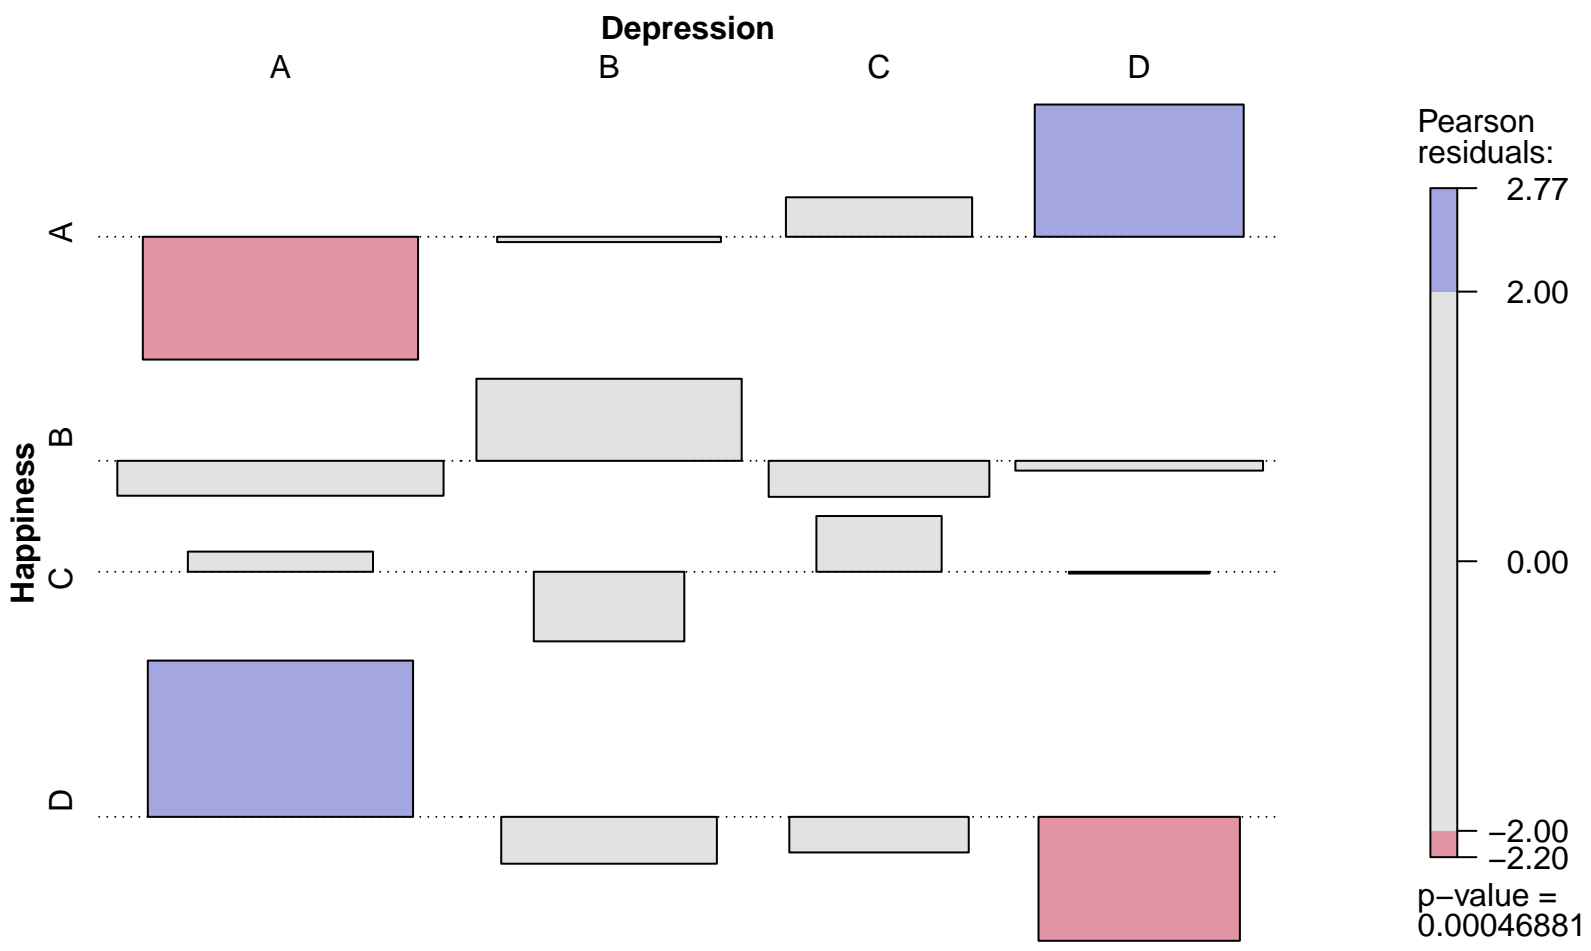 Depression
A B C D
Happiness
A
B
C
D
Pearson
residuals:
2.77
2.00
0.00
−2.00
−2.20
p−value =
0.00046881